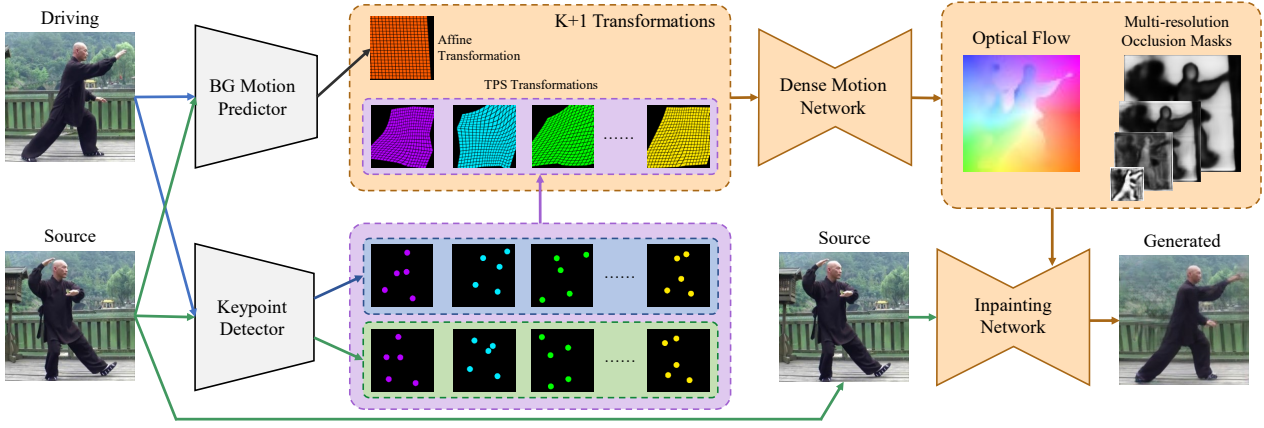 Driving
BG Motion
Predictor
K+1 Transformations
Affine
Transformation
TPS Transformations
......
Dense Motion
Network
Optical Flow
Multi-resolution
Occlusion Masks
Source
Keypoint
Detector
......
......
Source
Inpainting
Network
Generated